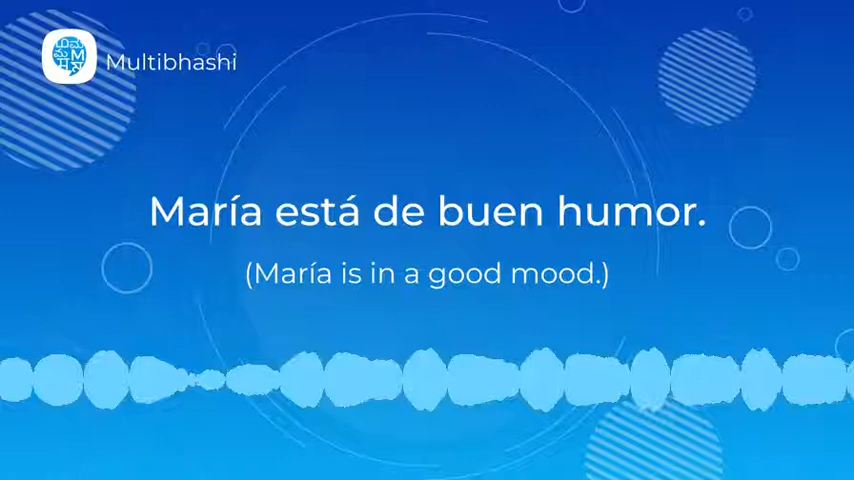 Multibhashi
María está de buen humor.
(María is in a good mood.)